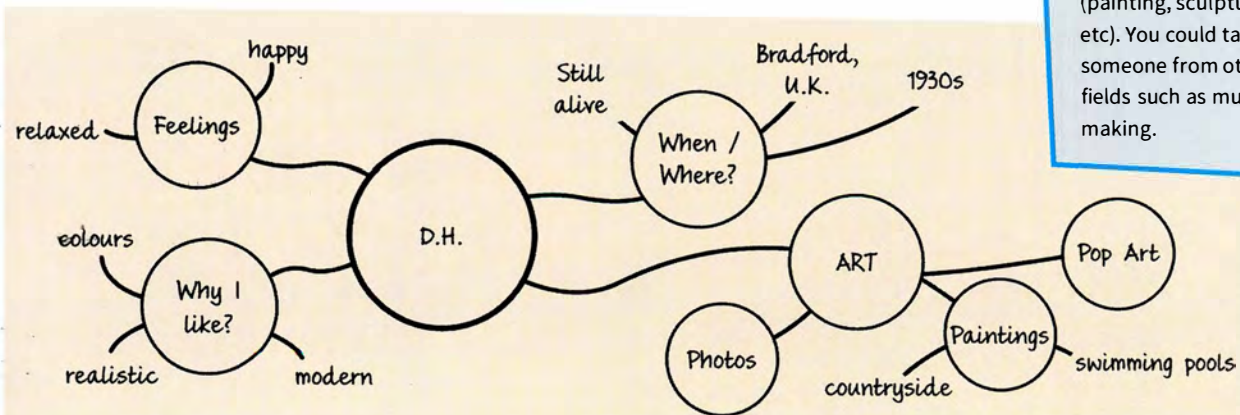 (painting, sculptu
etc). You could ta
someone from ot
fields such as mu
making.
happy
relaxed
Feelings
Still
alive
Bradford,
U.K.
1930s
When /
Where?
D.H.
colours
Why I
like?
realistic
modern
ART
Pop Art
Photos
Paintings
countryside
swimming pools